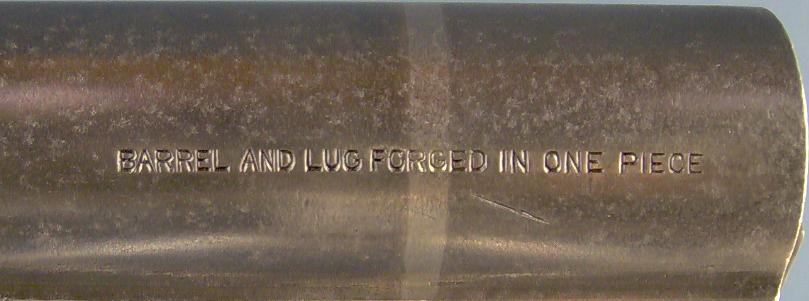 BARREL AND LUG FORGED IN ONE PIECE